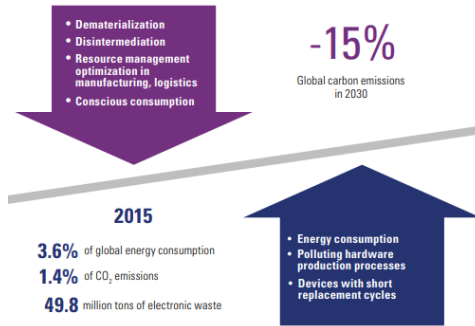 • Dematerialization
• Disintermediation
• Resource management
optimization in
manufacturing, logistics
• Conscious consumption
-15%
Global carbon emissions
in 2030
2015
3.6% of global energy consumption
1.4% of CO₂ emissions
49.8 million tons of electronic waste
• Energy consumption
• Polluting hardware
production processes
• Devices with short
replacement cycles